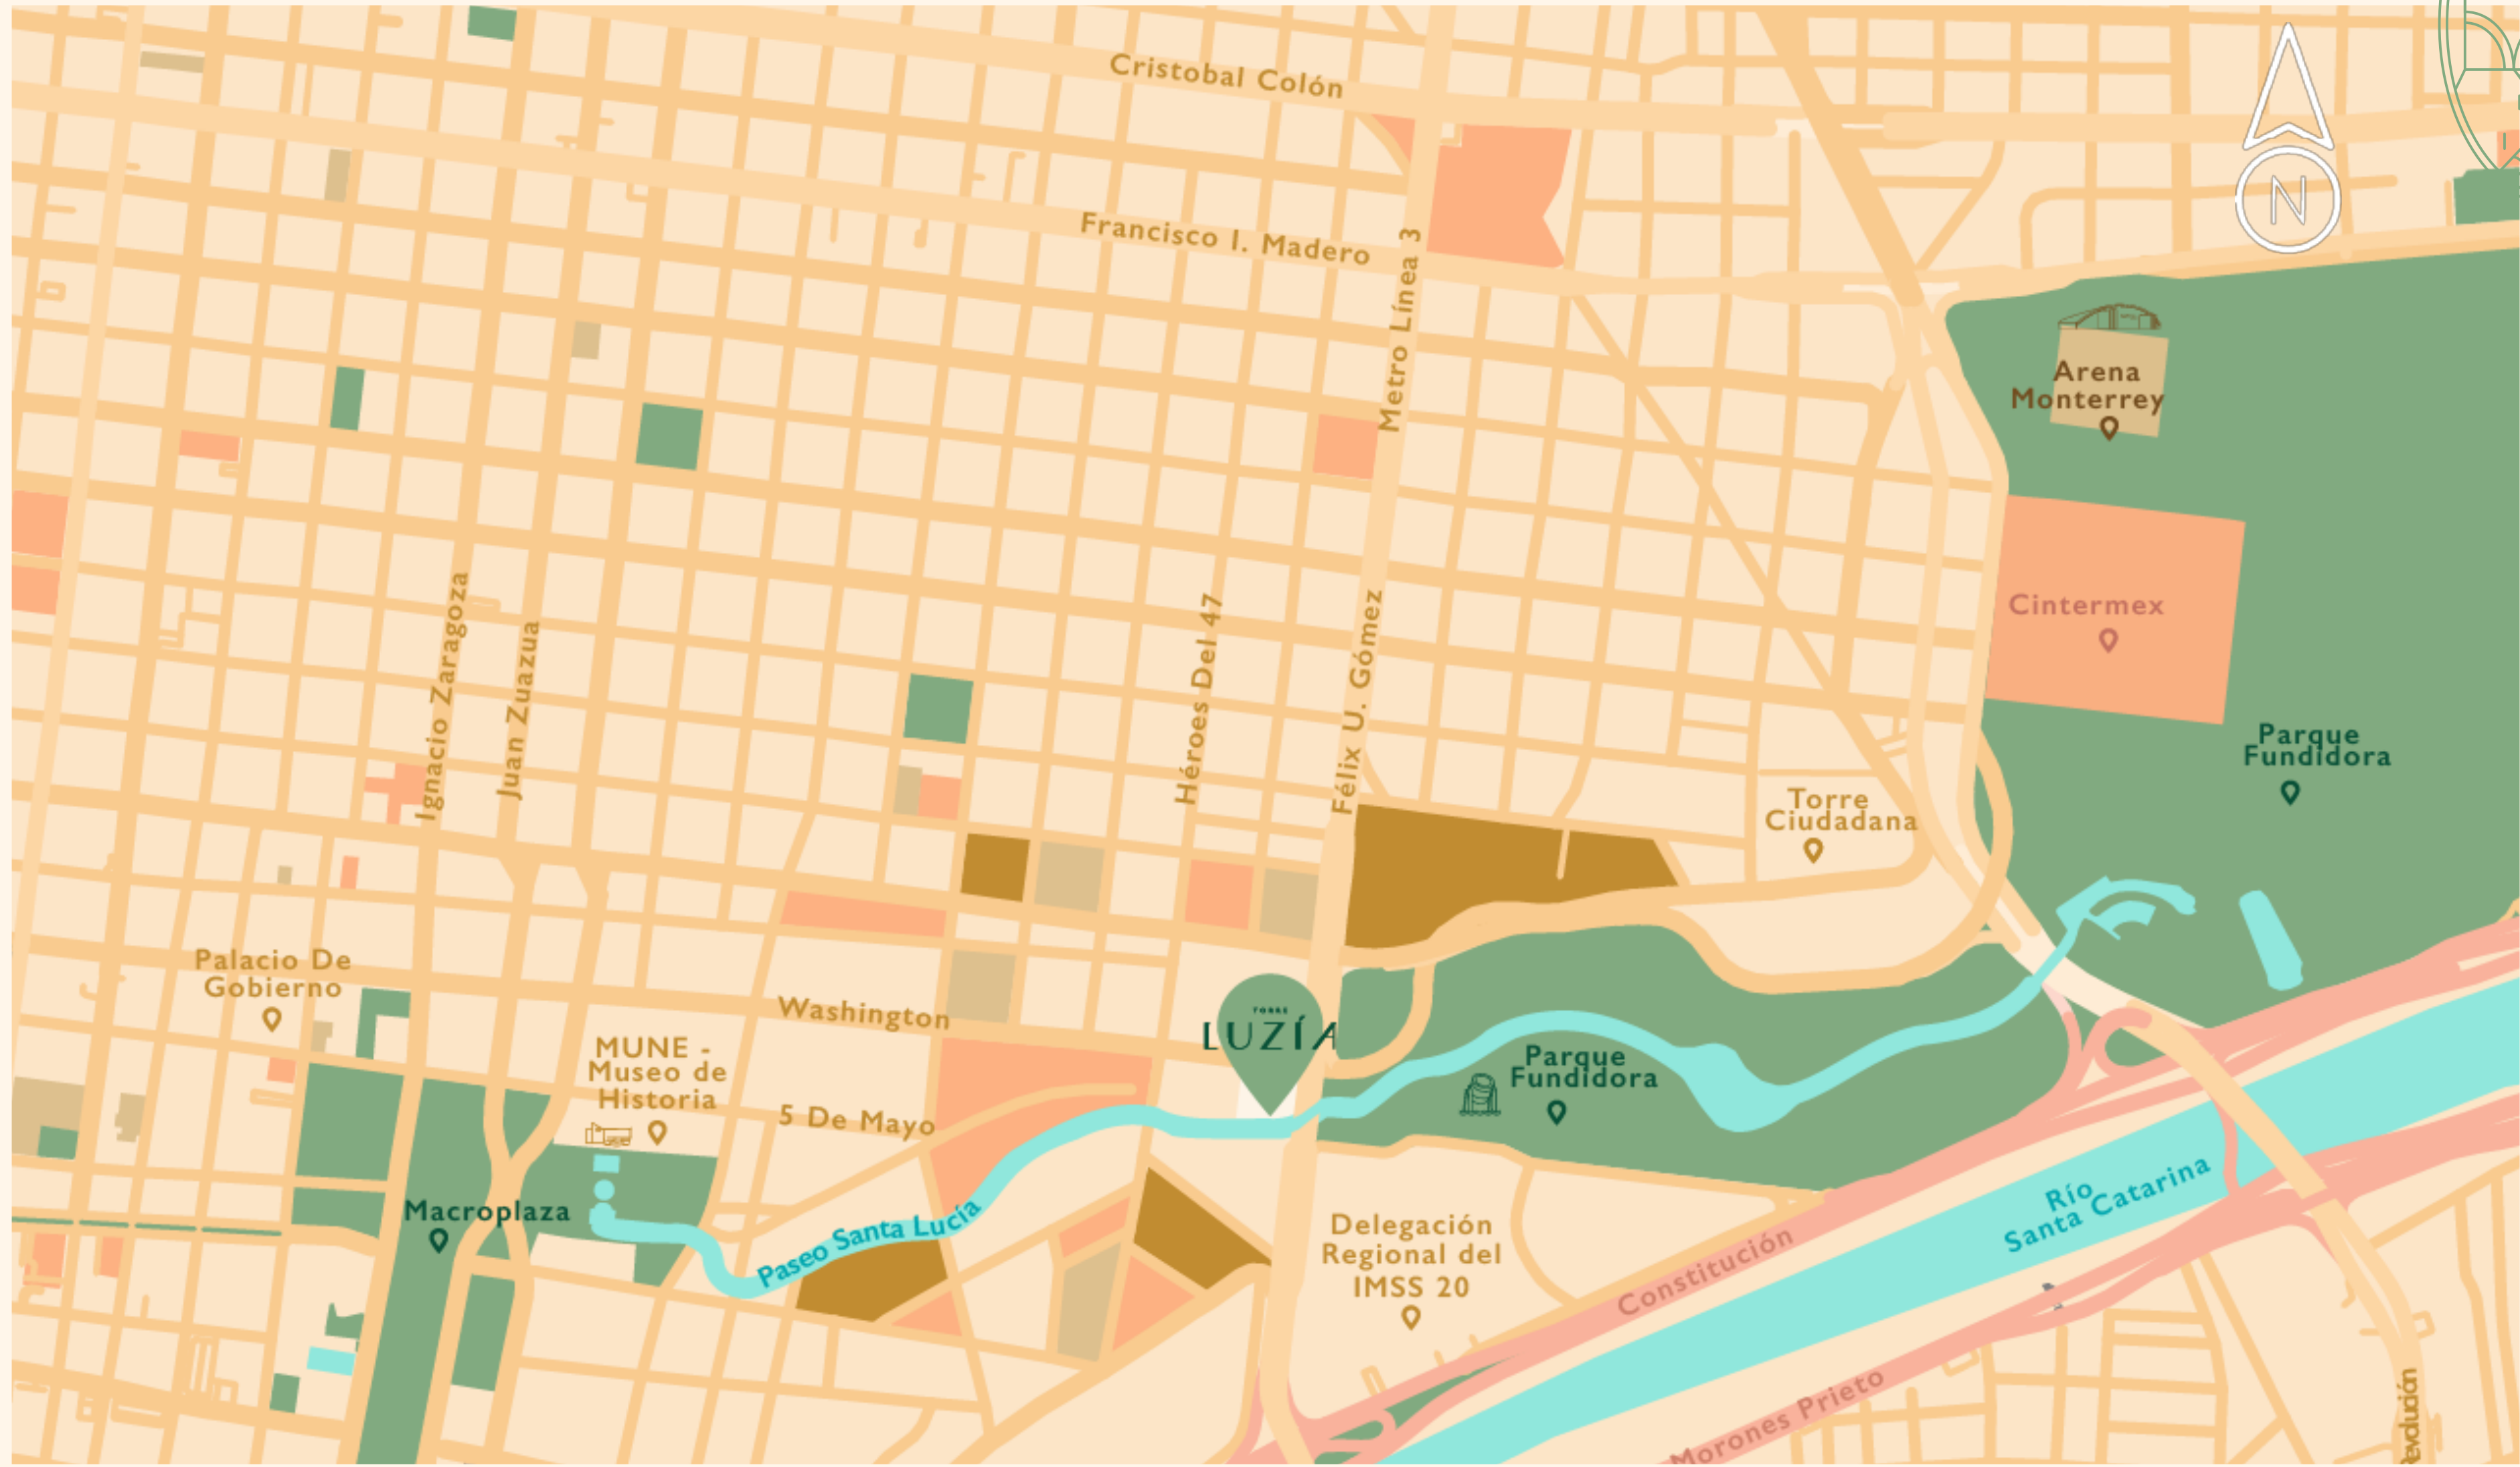 Cristobal Colón
Francisco I. Madero
Metro Línea 3
N
Arena
Monterrey
Cintermex
Parque
Fundidora
Ignacio Zaragoza
Juan Zuazua
Héroes Del 47
Félix U. Gómez
Torre
Ciudadana
Palacio De
Gobierno
Washington
TORRE
LUZÍA
MUNE -
Museo de
Historia
5 De Mayo
Parque
Fundidora
Macroplaza
Paseo Santa Lucía
Delegación
Regional del
IMSS 20
Constitución
Río
Santa Catarina
Morones Prieto
evolución